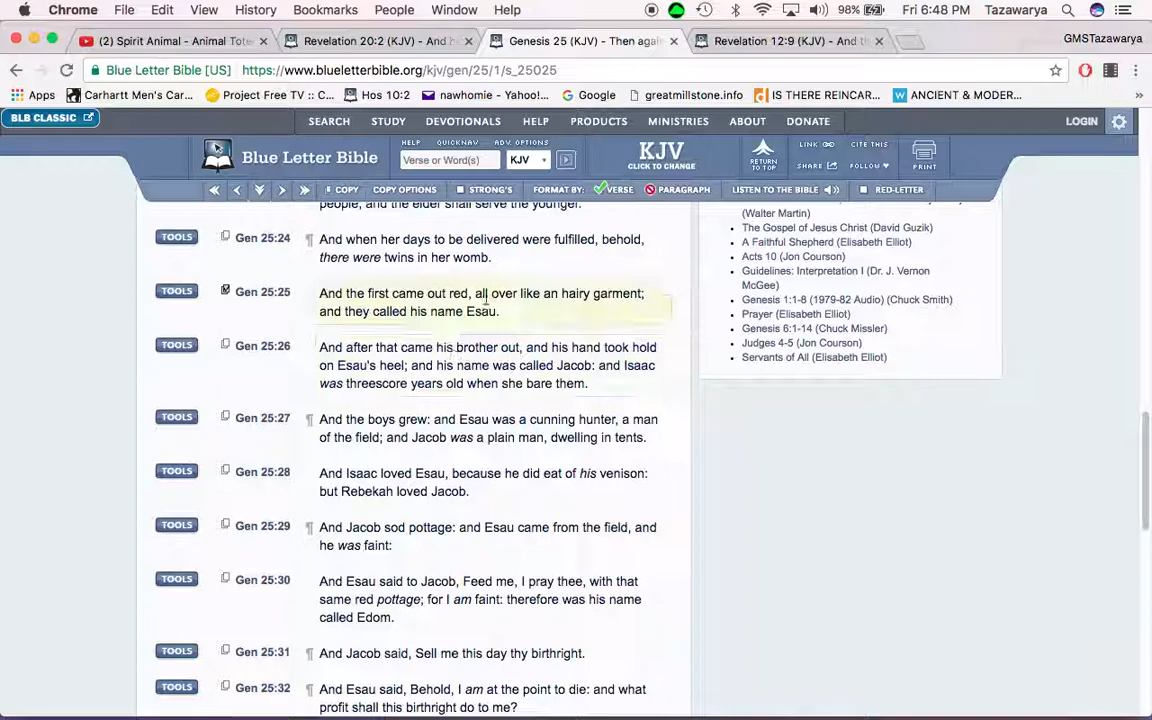 Chrome File Edit View History Bookmarks People Window Help 98% Fri 6:48 PM Tazawarya
(2) Spirit Animal - Animal Tote × Revelation 20:2 (KJV) - And he × Genesis 25 (KJV) - Then again × Revelation 12:9 (KJV) - And th × GMSTazawarya
Blue Letter Bible [US] https://www.blueletterbible.org/kjv/gen/25/1/s_25025
Apps Carhartt Men's Car... Project Free TV :: C... Hos 10:2 nawhomie - Yahoo!... Google greatmillstone.info IS THERE REINCAR... ANCIENT & MODER... »
BLB CLASSIC SEARCH STUDY DEVOTIONALS HELP PRODUCTS MINISTRIES ABOUT DONATE LOGIN
HELP QUICKNAV ADV. OPTIONS
Blue Letter Bible Verse or Word(s) KJV KJV CLICK TO CHANGE RETURN TO TOP LINK CITE THIS SHARE FOLLOW PRINT
COPY COPY OPTIONS STRONG'S FORMAT BY: VERSE PARAGRAPH LISTEN TO THE BIBLE RED-LETTER
people, and the elder shall serve the younger.
TOOLS Gen 25:24 ¶ And when her days to be delivered were fulfilled, behold,
there were twins in her womb.
TOOLS Gen 25:25 And the first came out red, all over like an hairy garment;
and they called his name Esau.
TOOLS Gen 25:26 And after that came his brother out, and his hand took hold
on Esau's heel; and his name was called Jacob: and Isaac
was threescore years old when she bare them.
TOOLS Gen 25:27 ¶ And the boys grew: and Esau was a cunning hunter, a man
of the field; and Jacob was a plain man, dwelling in tents.
TOOLS Gen 25:28 And Isaac loved Esau, because he did eat of his venison:
but Rebekah loved Jacob.
TOOLS Gen 25:29 ¶ And Jacob sod pottage: and Esau came from the field, and
he was faint:
TOOLS Gen 25:30 And Esau said to Jacob, Feed me, I pray thee, with that
same red pottage; for I am faint: therefore was his name
called Edom.
TOOLS Gen 25:31 ¶ And Jacob said, Sell me this day thy birthright.
TOOLS Gen 25:32 ¶ And Esau said, Behold, I am at the point to die: and what
profit shall this birthright do to me?
(Walter Martin)
The Gospel of Jesus Christ (David Guzik)
A Faithful Shepherd (Elisabeth Elliot)
Acts 10 (Jon Courson)
Guidelines: Interpretation I (Dr. J. Vernon
McGee)
Genesis 1:1-8 (1979-82 Audio) (Chuck Smith)
Prayer (Elisabeth Elliot)
Genesis 6:1-14 (Chuck Missler)
Judges 4-5 (Jon Courson)
Servants of All (Elisabeth Elliot)